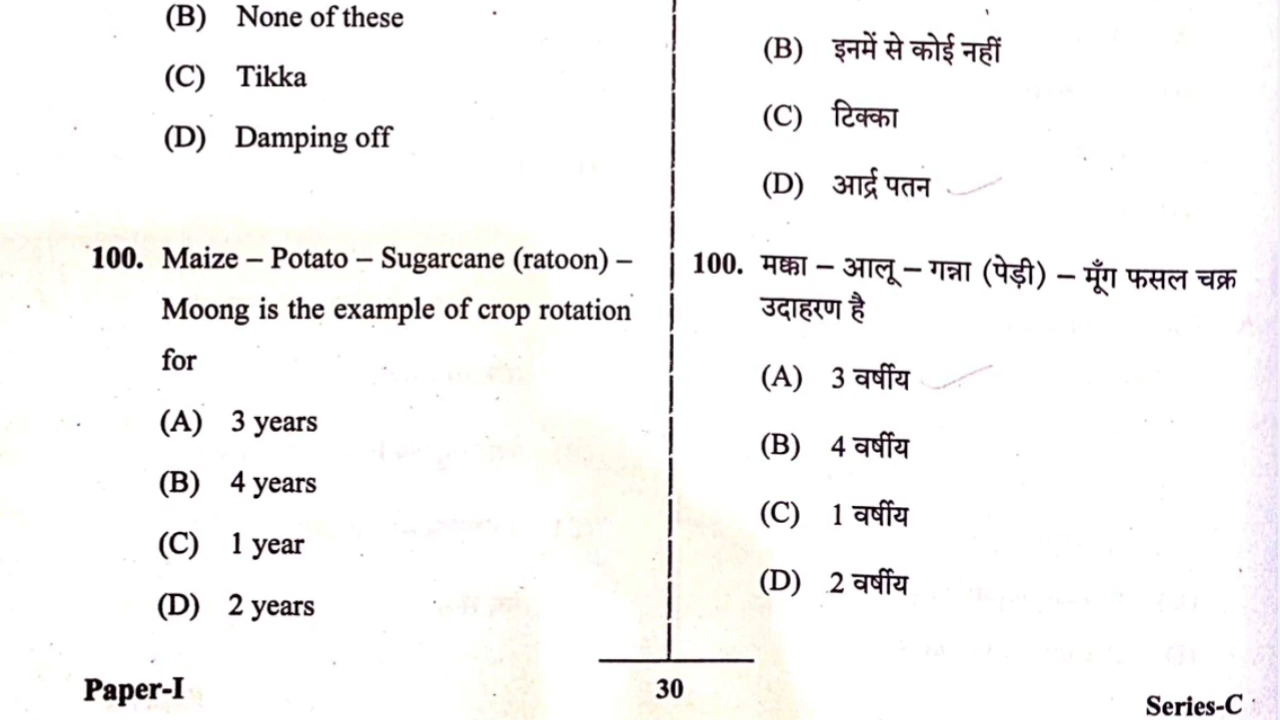 (B) None of these
(C) Tikka
(D) Damping off
100. Maize – Potato – Sugarcane (ratoon) –
Moong is the example of crop rotation
for
(A) 3 years
(B) 4 years
(C) 1 year
(D) 2 years
(B) इनमें से कोई नहीं
(C) टिक्का
(D) आर्द्र पतन
100. मक्का – आलू – गन्ना (पेड़ी) – मूँग फसल चक्र
उदाहरण है
(A) 3 वर्षीय
(B) 4 वर्षीय
(C) 1 वर्षीय
(D) 2 वर्षीय
Paper-I
30
Series-C